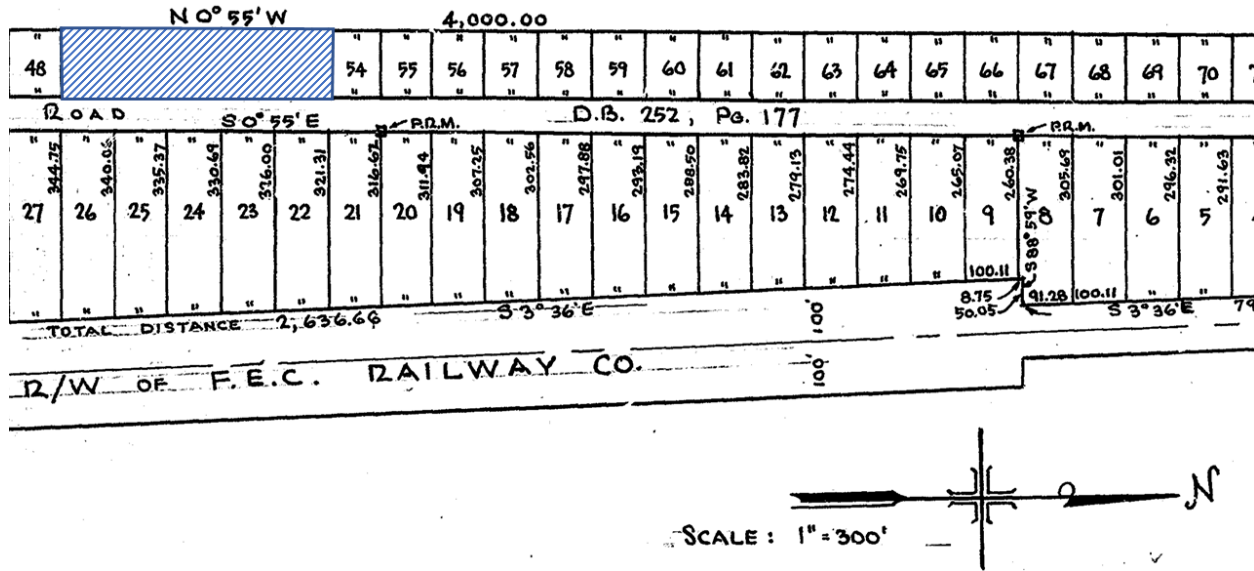 N 0° 55' W 4,000.00
48 54 55 56 57 58 59 60 61 62 63 64 65 66 67 68 69 70
ROAD S 0° 55' E D.B. 252, PG. 177
P.R.M. P.R.M.
344.75 340.06 335.37 330.69 326.00 321.31 316.62 311.94 307.25 302.56 297.88 293.19 288.50 283.82 279.13 274.44 269.75 265.07 260.38 305.69 301.01 296.32 291.63
27 26 25 24 23 22 21 20 19 18 17 16 15 14 13 12 11 10 9 8 7 6 5
S 88° 59' W
100.11
8.75 91.28 100.11
50.05
TOTAL DISTANCE 2,636.66 S 3° 36' E 100' S 3° 36' E 79
R/W OF F.E.C. RAILWAY CO. 100'
N
SCALE: 1" = 300'